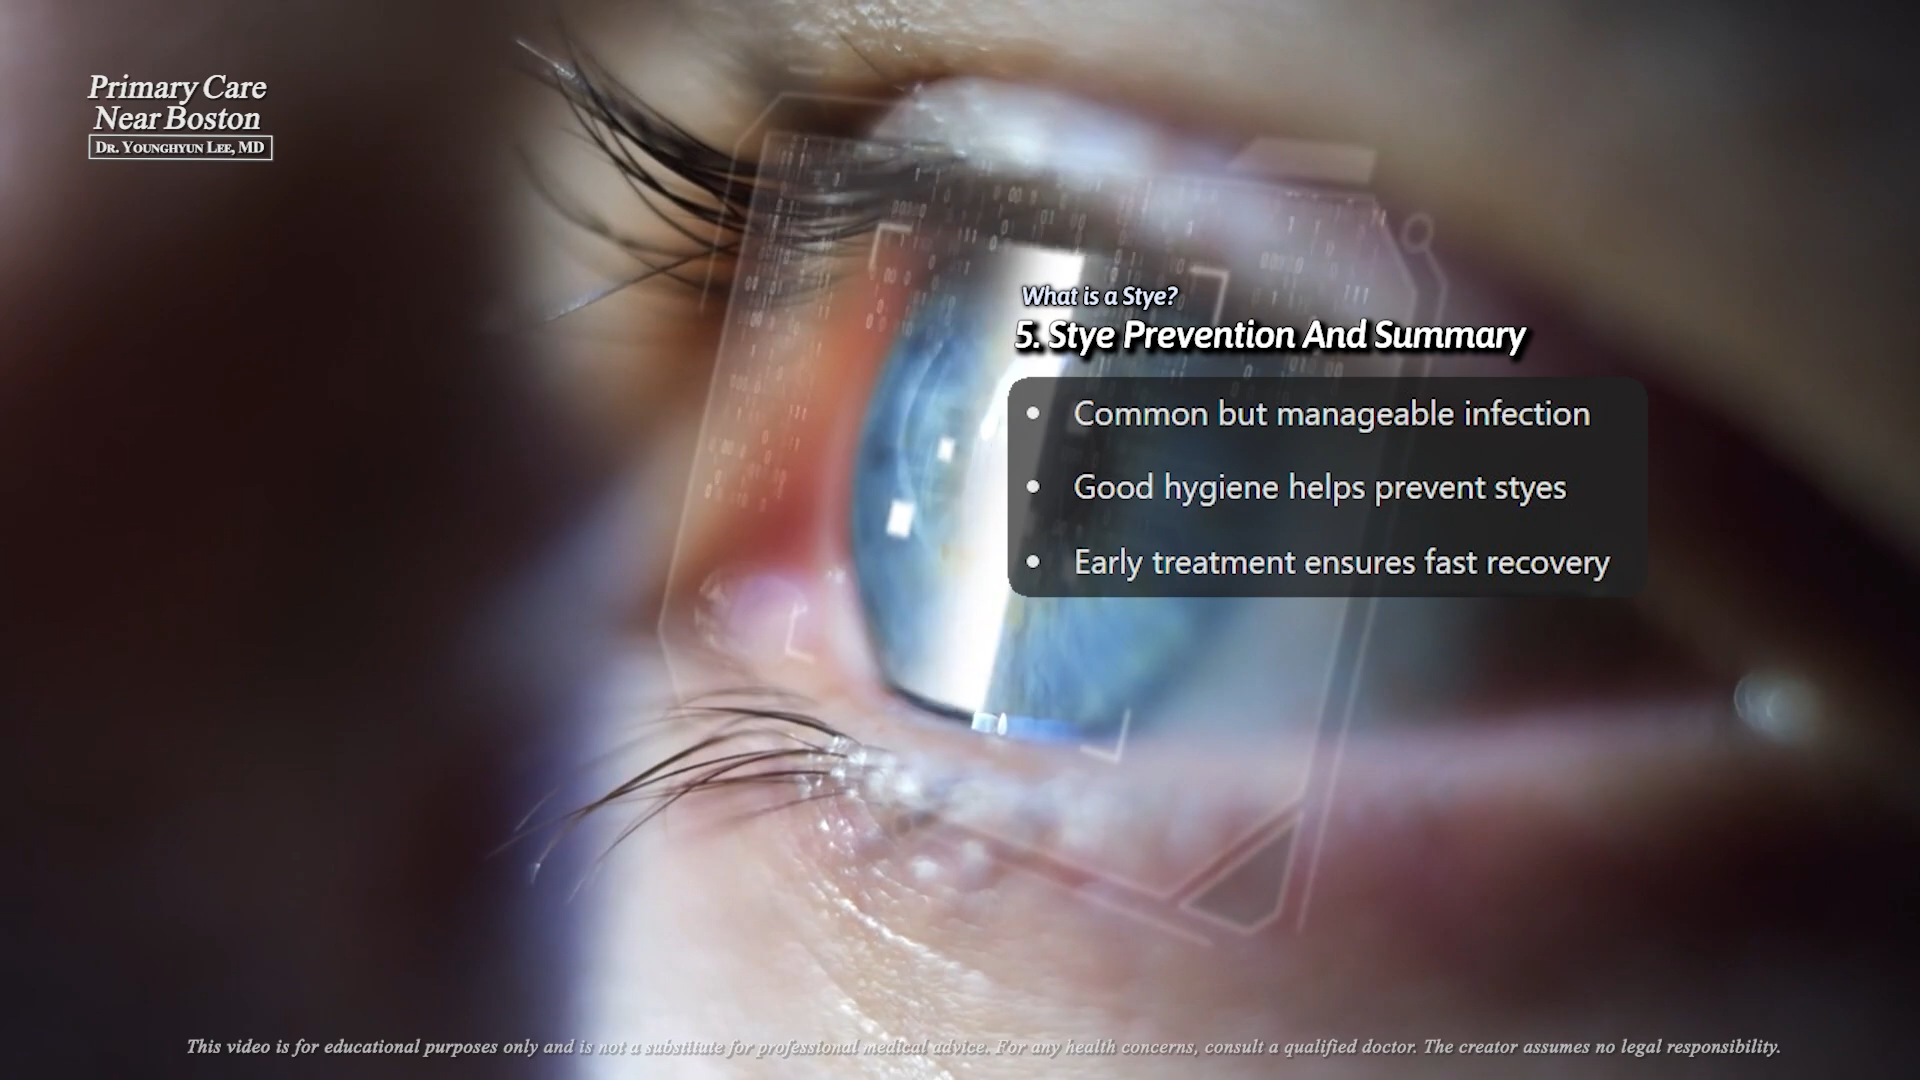 Primary Care
Near Boston
Dr. Younghyun Lee, MD
What is a Stye?
5. Stye Prevention And Summary
• Common but manageable infection
• Good hygiene helps prevent styes
• Early treatment ensures fast recovery
This video is for educational purposes only and is not a substitute for professional medical advice. For any health concerns, consult a qualified doctor. The creator assumes no legal responsibility.